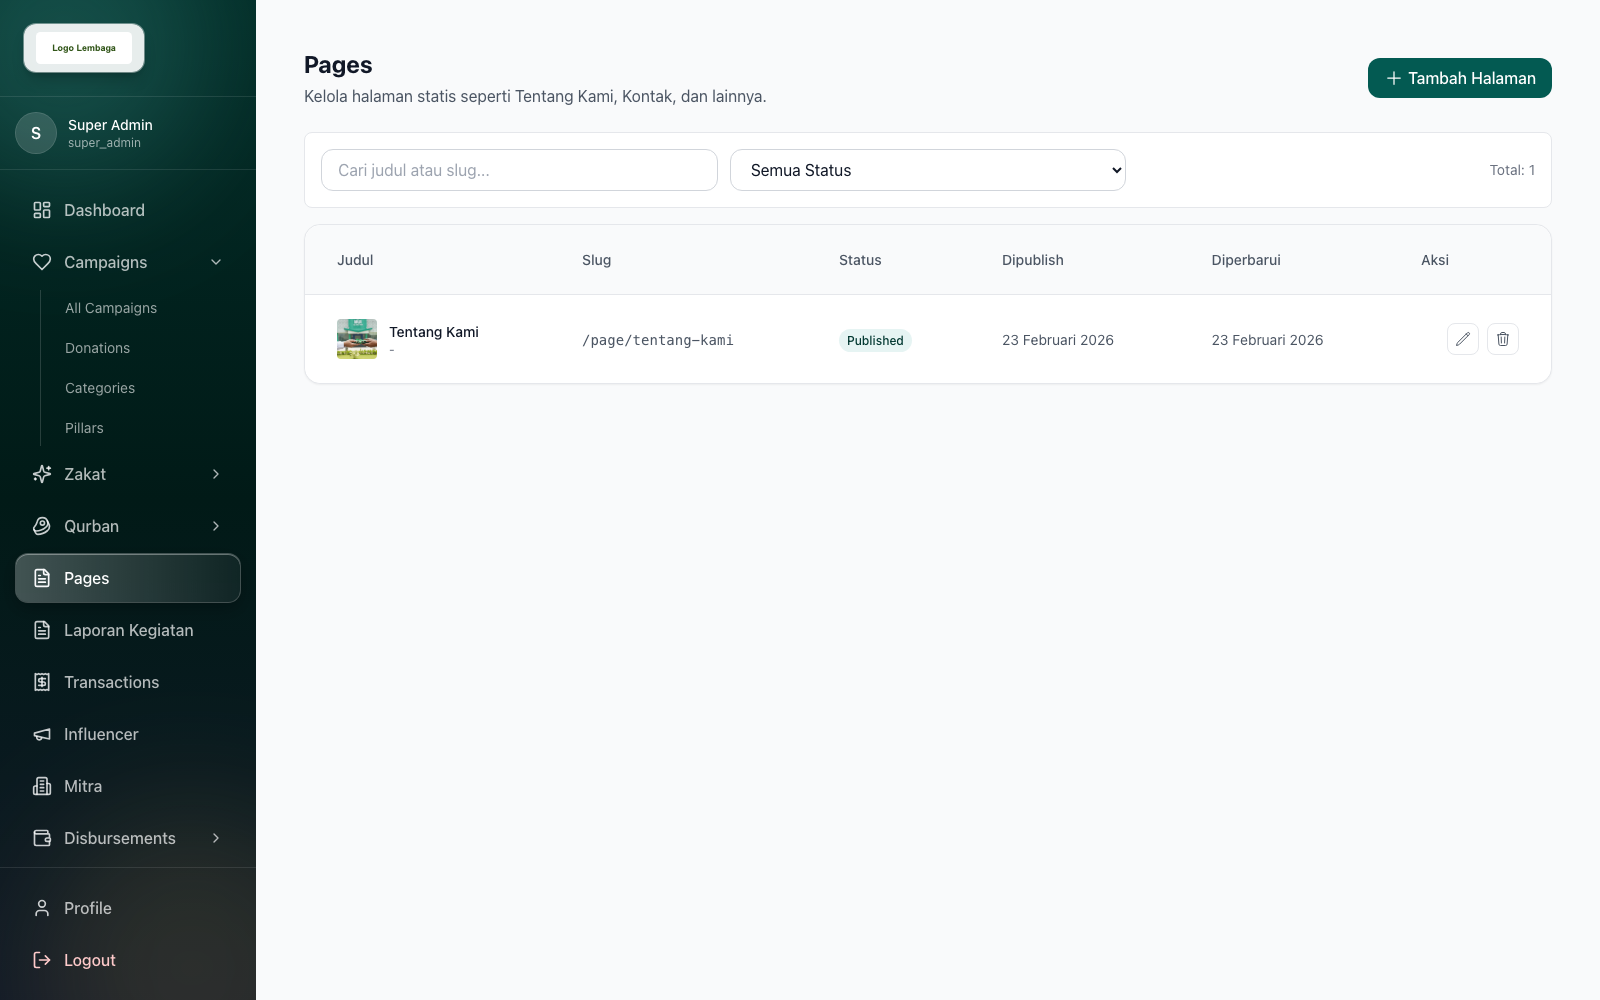 Logo Lembaga
S
Super Admin
super_admin
Dashboard
Campaigns
All Campaigns
Donations
Categories
Pillars
Zakat
Qurban
Pages
Laporan Kegiatan
Transactions
Influencer
Mitra
Disbursements
Profile
Logout
Pages
Kelola halaman statis seperti Tentang Kami, Kontak, dan lainnya.
Tambah Halaman
Cari judul atau slug...
Semua Status
Total: 1
Judul Slug Status Dipublish Diperbarui Aksi
Tentang Kami /page/tentang-kami Published 23 Februari 2026 23 Februari 2026
-